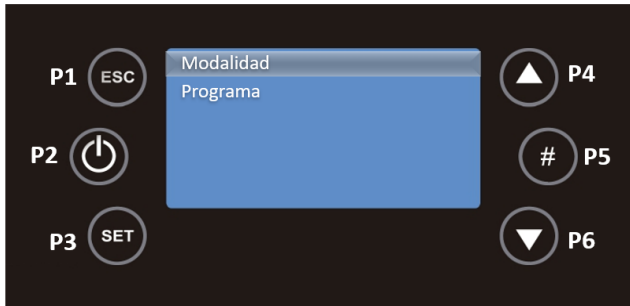 P1 ESC
Modalidad
Programa
P4
P2
# P5
P3 SET
P6